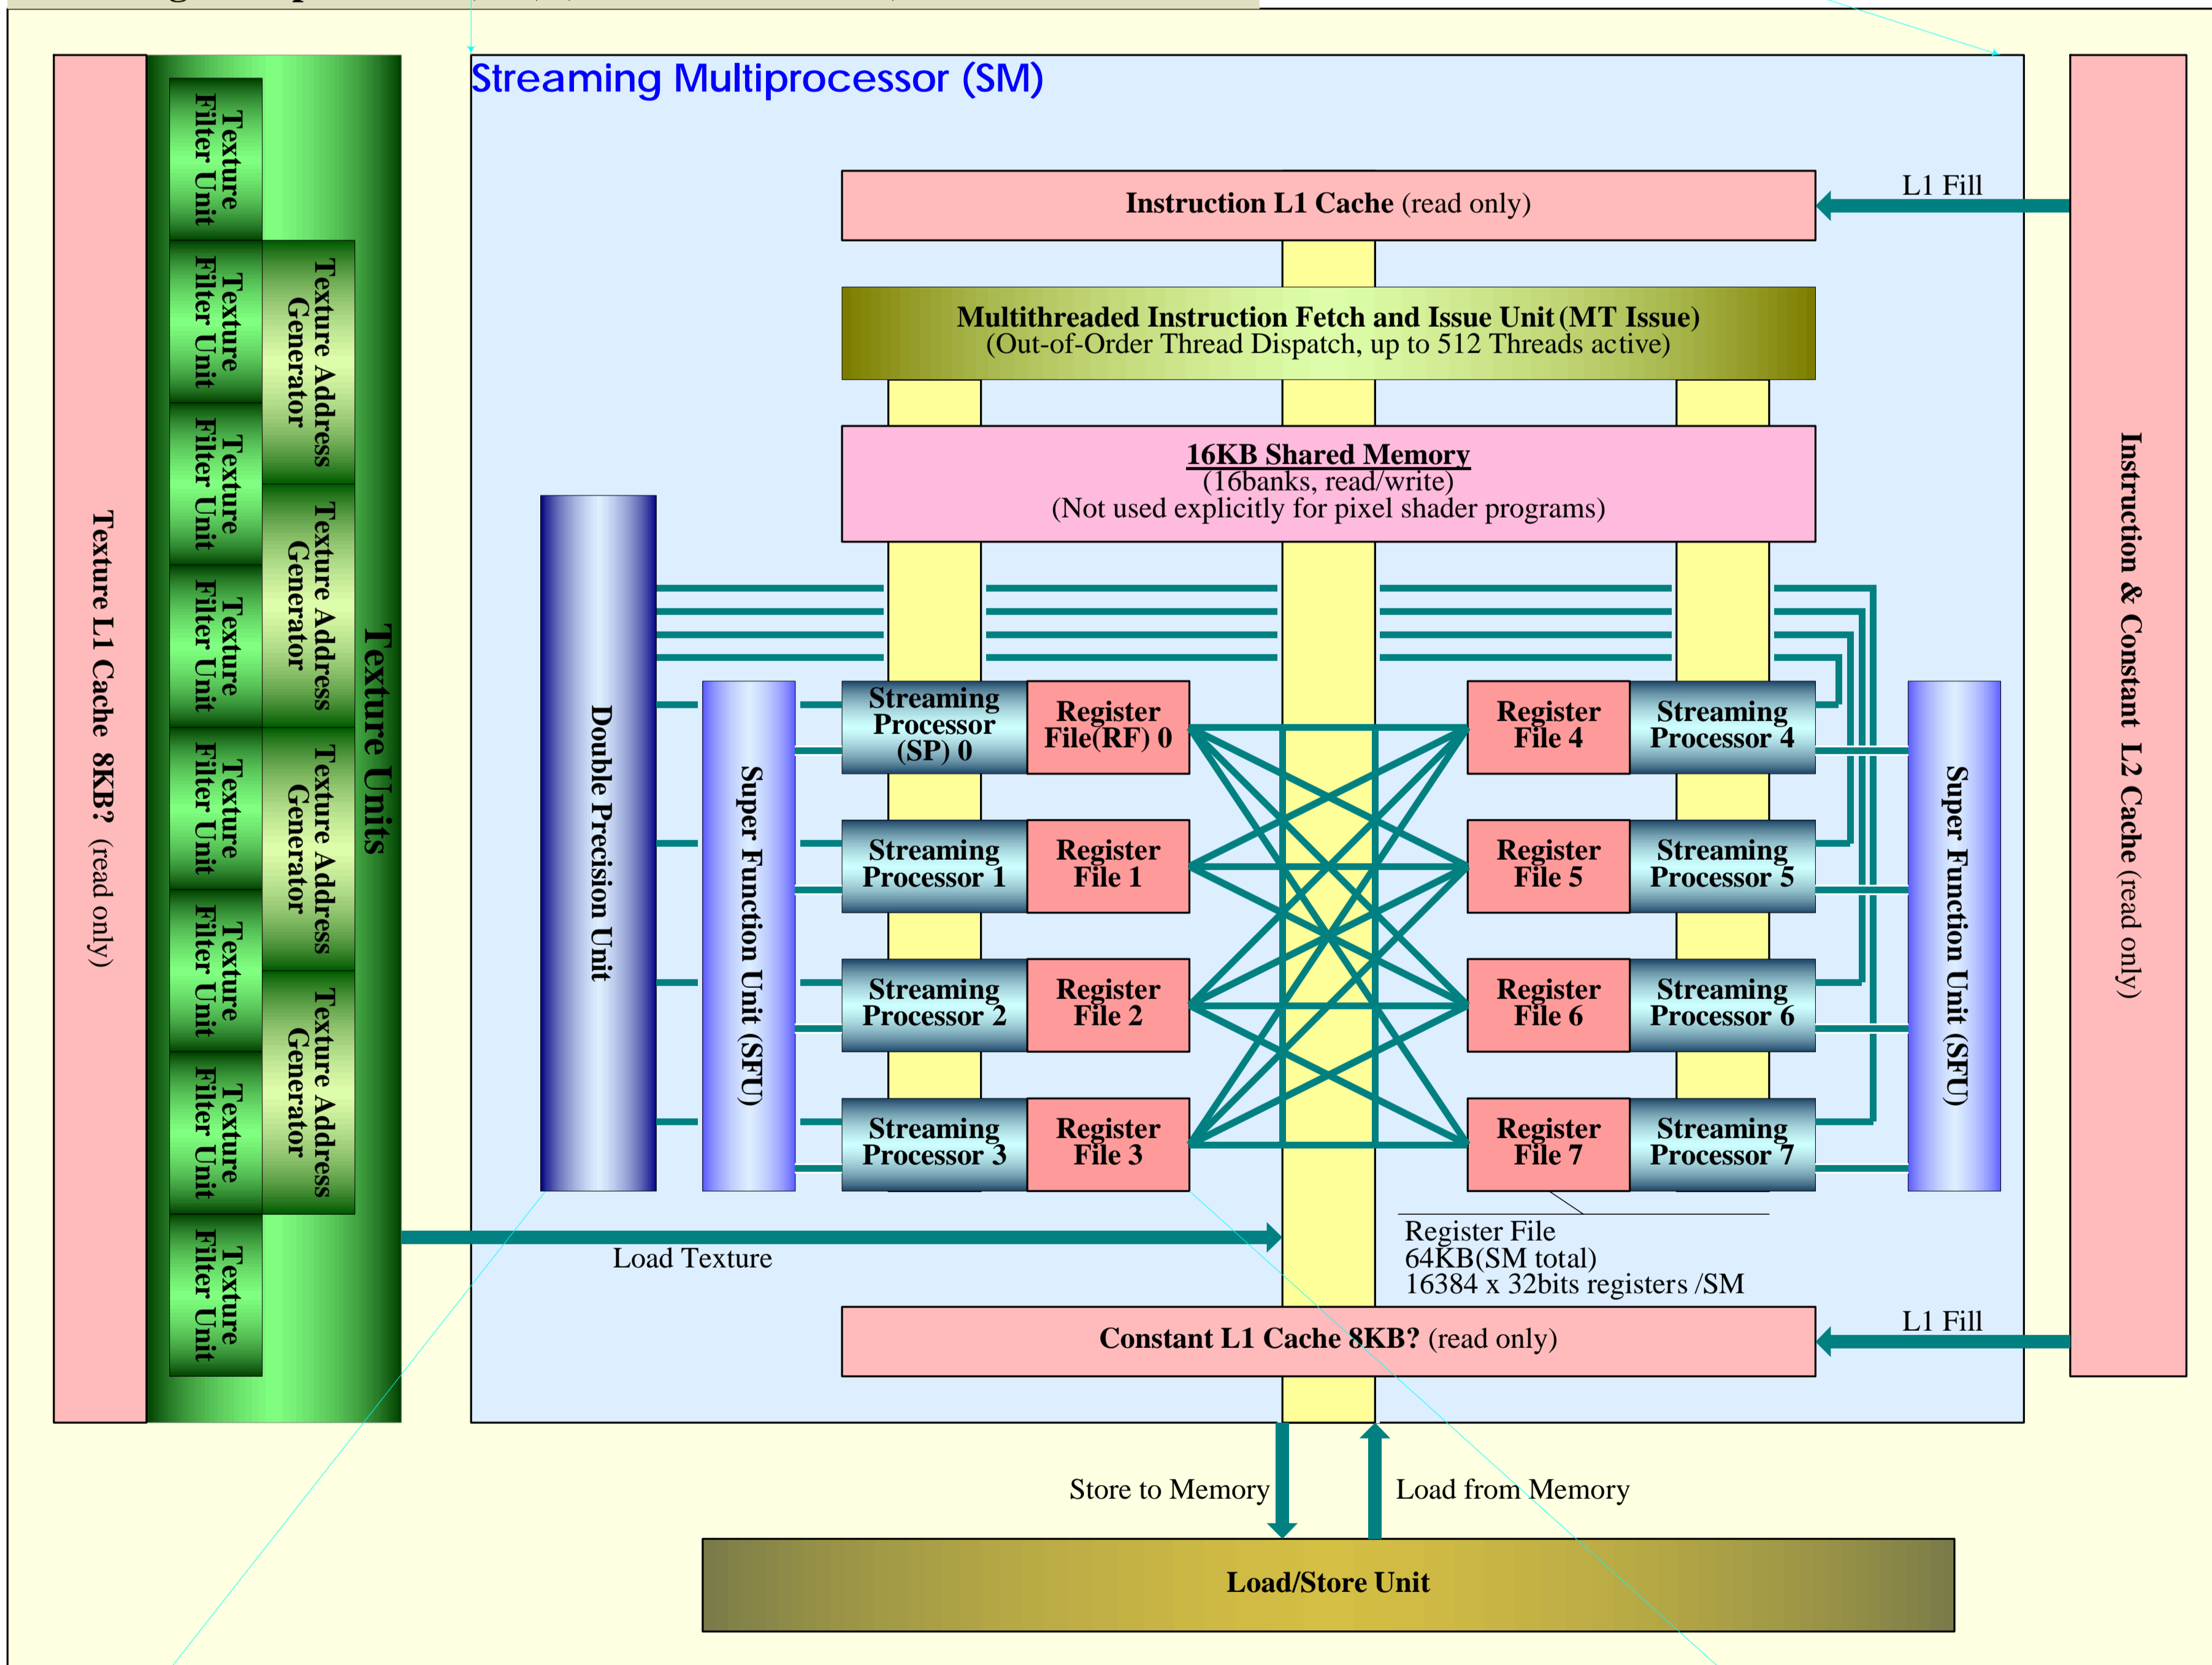 Streaming Multiprocessor (SM)
Instruction L1 Cache (read only)
L1 Fill
Multithreaded Instruction Fetch and Issue Unit (MT Issue)
(Out-of-Order Thread Dispatch, up to 512 Threads active)
16KB Shared Memory
(16banks, read/write)
(Not used explicitly for pixel shader programs)
Texture L1 Cache 8KB? (read only)
Texture
Filter Unit
Texture
Filter Unit
Texture
Filter Unit
Texture
Filter Unit
Texture
Filter Unit
Texture
Filter Unit
Texture
Filter Unit
Texture
Filter Unit
Texture Address
Generator
Texture Address
Generator
Texture Address
Generator
Texture Address
Generator
Texture Units
Double Precision Unit
Super Function Unit (SFU)
Streaming
Processor
(SP) 0
Register
File(RF) 0
Register
File 4
Streaming
Processor 4
Streaming
Processor 1
Register
File 1
Register
File 5
Streaming
Processor 5
Streaming
Processor 2
Register
File 2
Register
File 6
Streaming
Processor 6
Streaming
Processor 3
Register
File 3
Register
File 7
Streaming
Processor 7
Super Function Unit (SFU)
Instruction & Constant L2 Cache (read only)
Load Texture
Register File
64KB(SM total)
16384 x 32bits registers /SM
Constant L1 Cache 8KB? (read only)
L1 Fill
Store to Memory
Load from Memory
Load/Store Unit